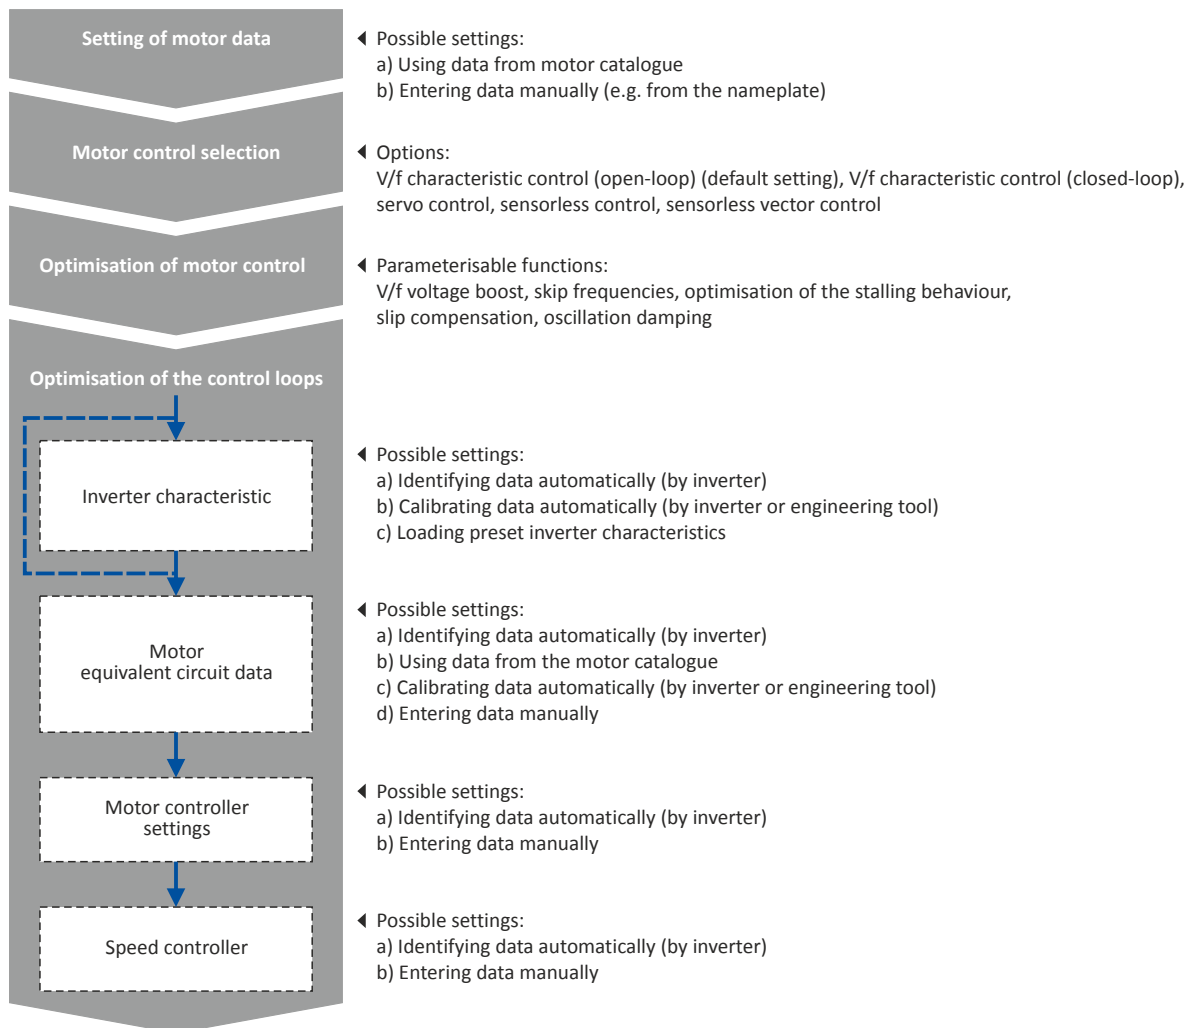 Setting of motor data
Possible settings:
a) Using data from motor catalogue
b) Entering data manually (e.g. from the nameplate)
Motor control selection
Options:
V/f characteristic control (open-loop) (default setting), V/f characteristic control (closed-loop),
servo control, sensorless control, sensorless vector control
Optimisation of motor control
Parameterisable functions:
V/f voltage boost, skip frequencies, optimisation of the stalling behaviour,
slip compensation, oscillation damping
Optimisation of the control loops
Inverter characteristic
Possible settings:
a) Identifying data automatically (by inverter)
b) Calibrating data automatically (by inverter or engineering tool)
c) Loading preset inverter characteristics
Motor
equivalent circuit data
Possible settings:
a) Identifying data automatically (by inverter)
b) Using data from the motor catalogue
c) Calibrating data automatically (by inverter or engineering tool)
d) Entering data manually
Motor controller
settings
Possible settings:
a) Identifying data automatically (by inverter)
b) Entering data manually
Speed controller
Possible settings:
a) Identifying data automatically (by inverter)
b) Entering data manually